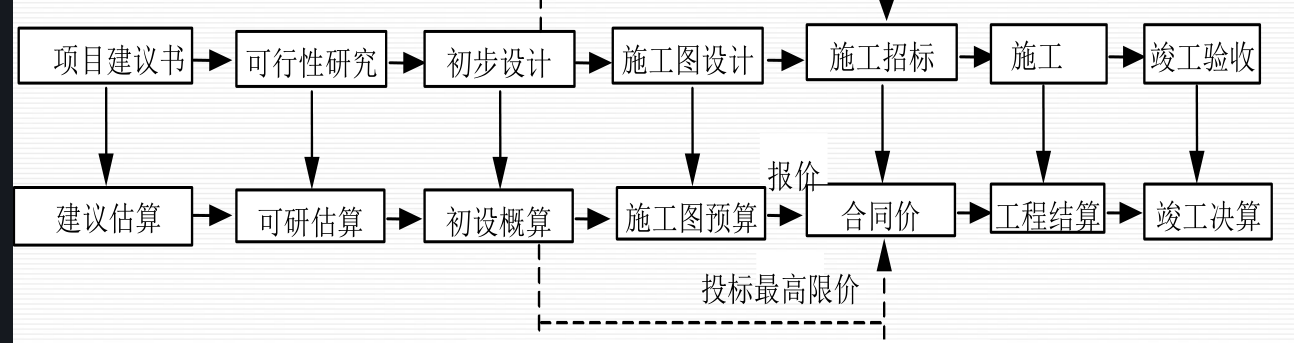 项目建议书
可行性研究
初步设计
施工图设计
施工招标
施工
竣工验收
报价
建议估算
可研估算
初设概算
施工图预算
合同价
工程结算
竣工决算
投标最高限价